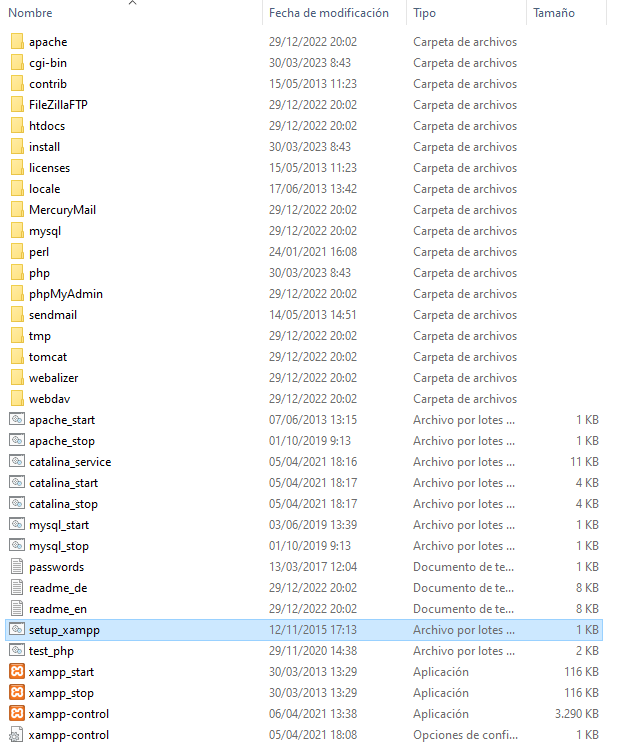 Nombre Fecha de modificación Tipo Tamaño
apache 29/12/2022 20:02 Carpeta de archivos
cgi-bin 30/03/2023 8:43 Carpeta de archivos
contrib 15/05/2013 11:23 Carpeta de archivos
FileZillaFTP 29/12/2022 20:02 Carpeta de archivos
htdocs 29/12/2022 20:02 Carpeta de archivos
install 30/03/2023 8:43 Carpeta de archivos
licenses 15/05/2013 11:23 Carpeta de archivos
locale 17/06/2013 13:42 Carpeta de archivos
MercuryMail 29/12/2022 20:02 Carpeta de archivos
mysql 29/12/2022 20:02 Carpeta de archivos
perl 24/01/2021 16:08 Carpeta de archivos
php 30/03/2023 8:43 Carpeta de archivos
phpMyAdmin 29/12/2022 20:02 Carpeta de archivos
sendmail 14/05/2013 14:51 Carpeta de archivos
tmp 29/12/2022 20:02 Carpeta de archivos
tomcat 29/12/2022 20:02 Carpeta de archivos
webalizer 29/12/2022 20:02 Carpeta de archivos
webdav 29/12/2022 20:02 Carpeta de archivos
apache_start 07/06/2013 13:15 Archivo por lotes ... 1 KB
apache_stop 01/10/2019 9:13 Archivo por lotes ... 1 KB
catalina_service 05/04/2021 18:16 Archivo por lotes ... 11 KB
catalina_start 05/04/2021 18:17 Archivo por lotes ... 4 KB
catalina_stop 05/04/2021 18:17 Archivo por lotes ... 4 KB
mysql_start 03/06/2019 13:39 Archivo por lotes ... 1 KB
mysql_stop 01/10/2019 9:13 Archivo por lotes ... 1 KB
passwords 13/03/2017 12:04 Documento de te... 1 KB
readme_de 29/12/2022 20:02 Documento de te... 8 KB
readme_en 29/12/2022 20:02 Documento de te... 8 KB
setup_xampp 12/11/2015 17:13 Archivo por lotes ... 1 KB
test_php 29/11/2020 14:38 Archivo por lotes ... 2 KB
xampp_start 30/03/2013 13:29 Aplicación 116 KB
xampp_stop 30/03/2013 13:29 Aplicación 116 KB
xampp-control 06/04/2021 13:38 Aplicación 3.290 KB
xampp-control 05/04/2021 18:08 Opciones de confi... 1 KB